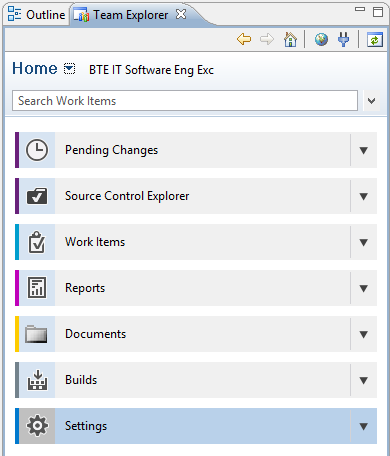 Outline Team Explorer
Home BTE IT Software Eng Exc
Search Work Items
Pending Changes
Source Control Explorer
Work Items
Reports
Documents
Builds
Settings